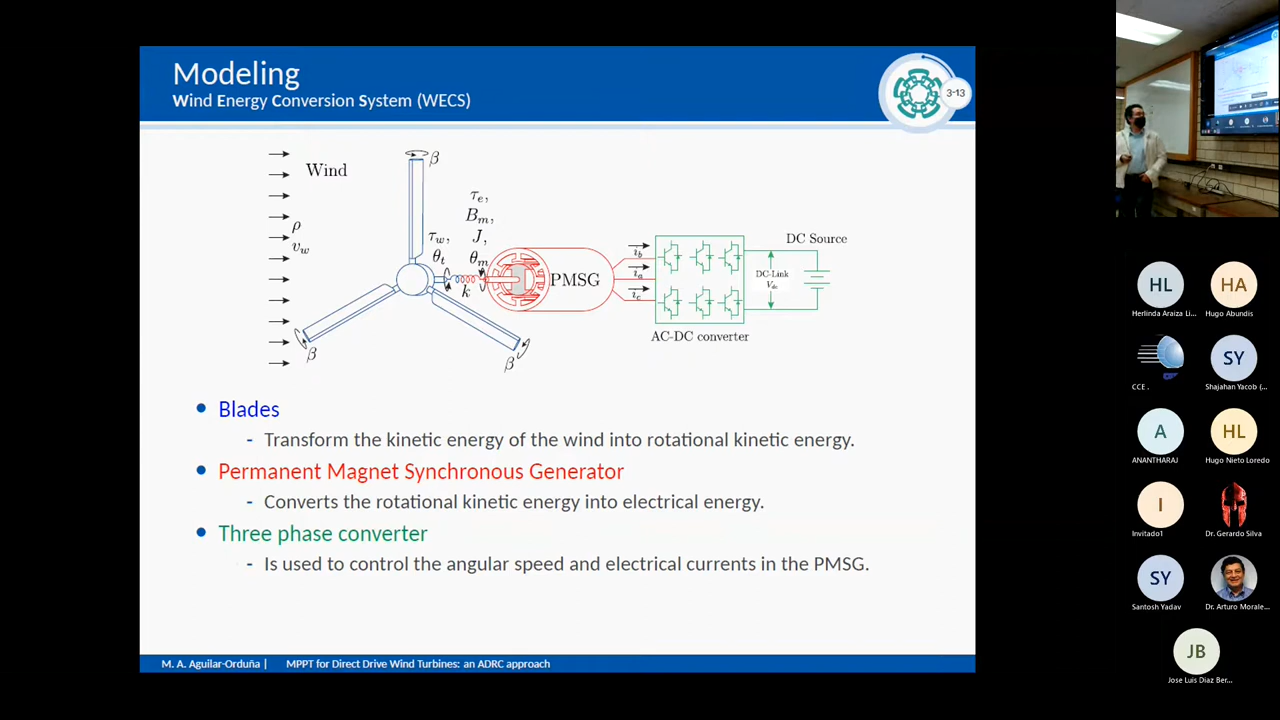 Modeling
Wind Energy Conversion System (WECS)
3-13
Wind
ρ
v_w
β
τ_e,
B_m,
τ_w, J,
θ_t θ_m
k
PMSG
i_b
i_a
i_c
DC Source
DC-Link
V_dc
AC-DC converter
β
β
Blades
- Transform the kinetic energy of the wind into rotational kinetic energy.
Permanent Magnet Synchronous Generator
- Converts the rotational kinetic energy into electrical energy.
Three phase converter
- Is used to control the angular speed and electrical currents in the PMSG.
M. A. Aguilar-Orduña | MPPT for Direct Drive Wind Turbines: an ADRC approach
HL
Herlinda Araiza Li...
HA
Hugo Abundis
CCE .
SY
Shajahan Yacob (...
A
ANANTHARAJ
HL
Hugo Nieto Loredo
I
Invitado1
Dr. Gerardo Silva
SY
Santosh Yadav
Dr. Arturo Morale...
JB
Jose Luis Diaz Ber...